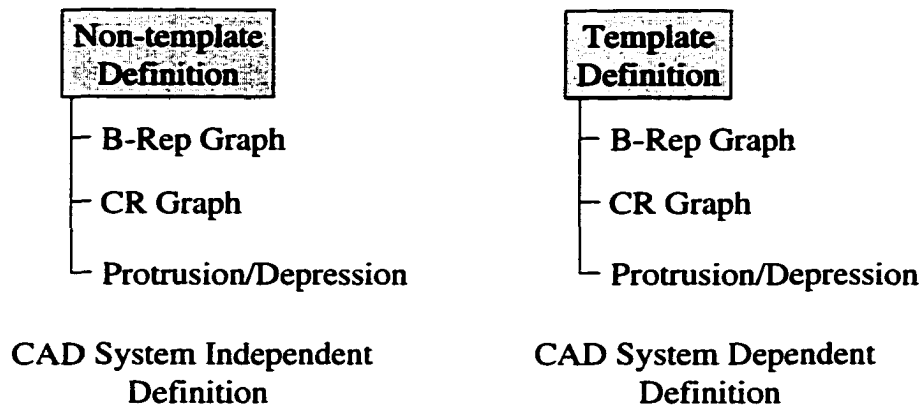 Non-template
Definition
B-Rep Graph
CR Graph
Protrusion/Depression
CAD System Independent
Definition
Template
Definition
B-Rep Graph
CR Graph
Protrusion/Depression
CAD System Dependent
Definition